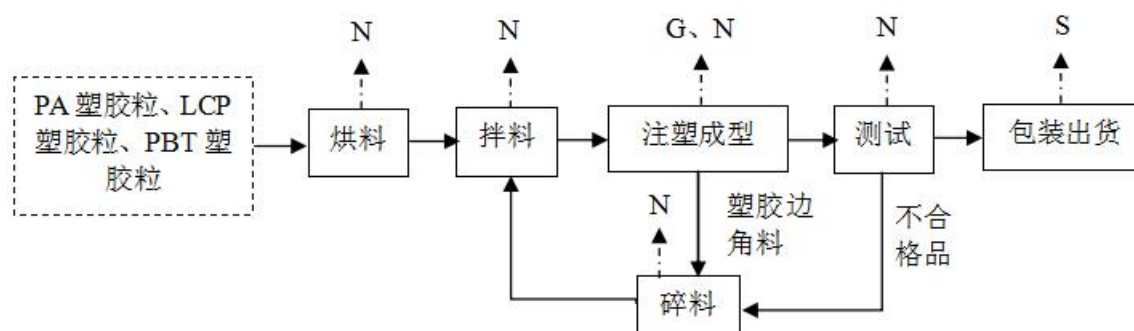 N
N
G、N
N
S
PA 塑胶粒、LCP
塑胶粒、PBT 塑
胶粒
烘料
拌料
注塑成型
测试
包装出货
N
塑胶边
角料
不合
格品
碎料